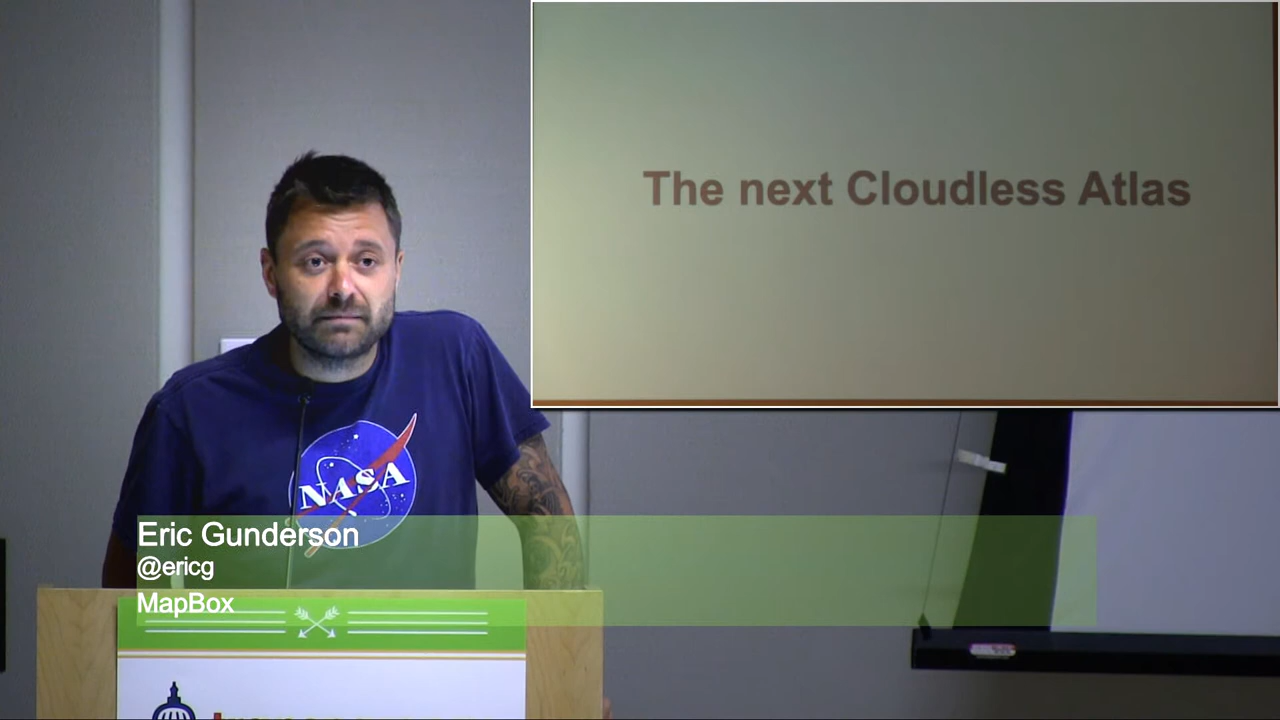 The next Cloudless Atlas
NASA
Eric Gunderson
@ericg
MapBox